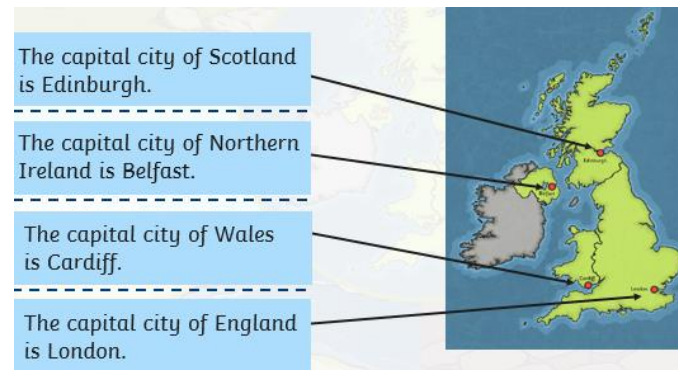 The capital city of Scotland
is Edinburgh.
The capital city of Northern
Ireland is Belfast.
The capital city of Wales
is Cardiff.
The capital city of England
is London.
Edinburgh
Belfast
Cardiff
London